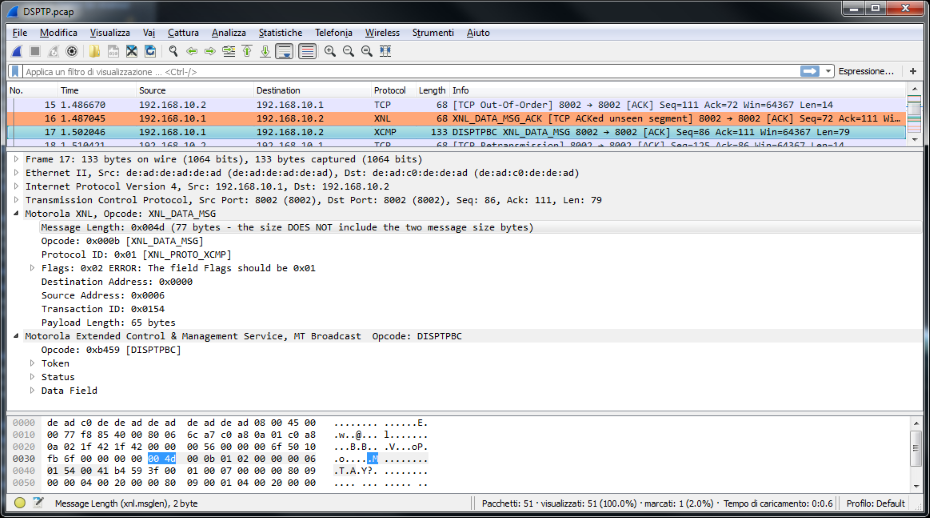 DSPTP.pcap
File Modifica Visualizza Vai Cattura Analizza Statistiche Telefonja Wireless Strumenti Aiuto
Applica un filtro di visualizzazione ... <Ctrl-/> Espressione... +
No. Time Source Destination Protocol Length Info
15 1.486670 192.168.10.2 192.168.10.1 TCP 68 [TCP Out-Of-Order] 8002 → 8002 [ACK] Seq=111 Ack=72 Win=64367 Len=14
16 1.487045 192.168.10.2 192.168.10.1 XNL 68 XNL_DATA_MSG_ACK [TCP ACKed unseen segment] 8002 → 8002 [ACK] Seq=72 Ack=111 Wi...
17 1.502046 192.168.10.1 192.168.10.2 XCMP 133 DISPTPBC XNL_DATA_MSG 8002 → 8002 [ACK] Seq=86 Ack=111 Win=64367 Len=79
18 1.510421 192.168.10.2 192.168.10.1 TCP 68 [TCP Retransmission] 8002 → 8002 [ACK] Seq=125 Ack=86 Win=64367 Len=14
Frame 17: 133 bytes on wire (1064 bits), 133 bytes captured (1064 bits)
Ethernet II, Src: de:ad:de:ad:de:ad (de:ad:de:ad:de:ad), Dst: de:ad:c0:de:de:ad (de:ad:c0:de:de:ad)
Internet Protocol Version 4, Src: 192.168.10.1, Dst: 192.168.10.2
Transmission Control Protocol, Src Port: 8002 (8002), Dst Port: 8002 (8002), Seq: 86, Ack: 111, Len: 79
Motorola XNL, Opcode: XNL_DATA_MSG
Message Length: 0x004d (77 bytes - the size DOES NOT include the two message size bytes)
Opcode: 0x000b [XNL_DATA_MSG]
Protocol ID: 0x01 [XNL_PROTO_XCMP]
Flags: 0x02 ERROR: The field Flags should be 0x01
Destination Address: 0x0000
Source Address: 0x0006
Transaction ID: 0x0154
Payload Length: 65 bytes
Motorola Extended Control & Management Service, MT Broadcast Opcode: DISPTPBC
Opcode: 0xb459 [DISPTPBC]
Token
Status
Data Field
0000 de ad c0 de de ad de ad de ad de ad 08 00 45 00 ........ ......E.
0010 00 77 f8 85 40 00 80 06 6c a7 c0 a8 0a 01 c0 a8 .w..@... l.......
0020 0a 02 1f 42 1f 42 00 00 00 56 00 00 00 6f 50 10 ...B.B.. .V...oP.
0030 fb 6f 00 00 00 00 00 4d 00 0b 01 02 00 00 00 06 .o.....M ........
0040 01 54 00 41 b4 59 3f 00 01 00 07 00 00 00 80 09 .T.A.Y?. ........
0050 00 00 04 00 20 00 00 80 09 00 01 04 00 20 00 00 .... ... ..... ..
Message Length (xnl.msglen), 2 byte Pacchetti: 51 · visualizzati: 51 (100.0%) · marcati: 1 (2.0%) · Tempo di caricamento: 0:0.6 Profilo: Default